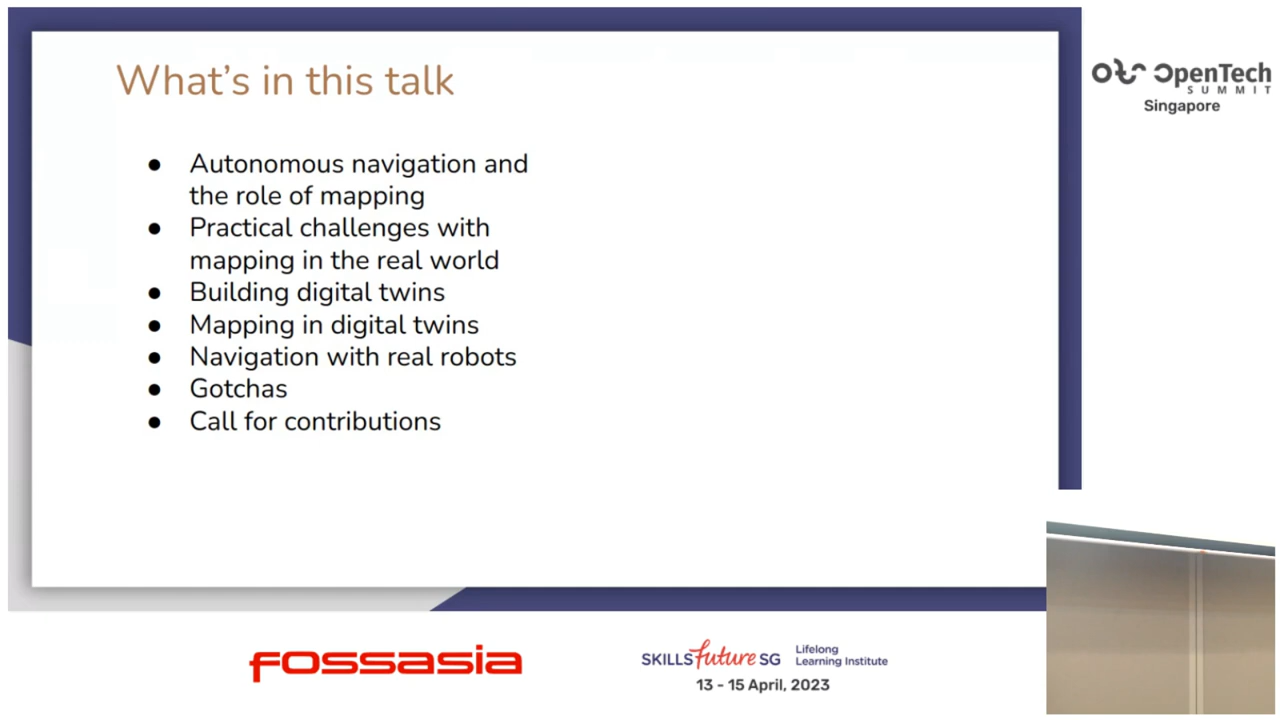 What's in this talk
● Autonomous navigation and
the role of mapping
● Practical challenges with
mapping in the real world
● Building digital twins
● Mapping in digital twins
● Navigation with real robots
● Gotchas
● Call for contributions
OpenTech
SUMMIT
Singapore
fossasia
SKILLS future SG
Lifelong
Learning Institute
13 - 15 April, 2023